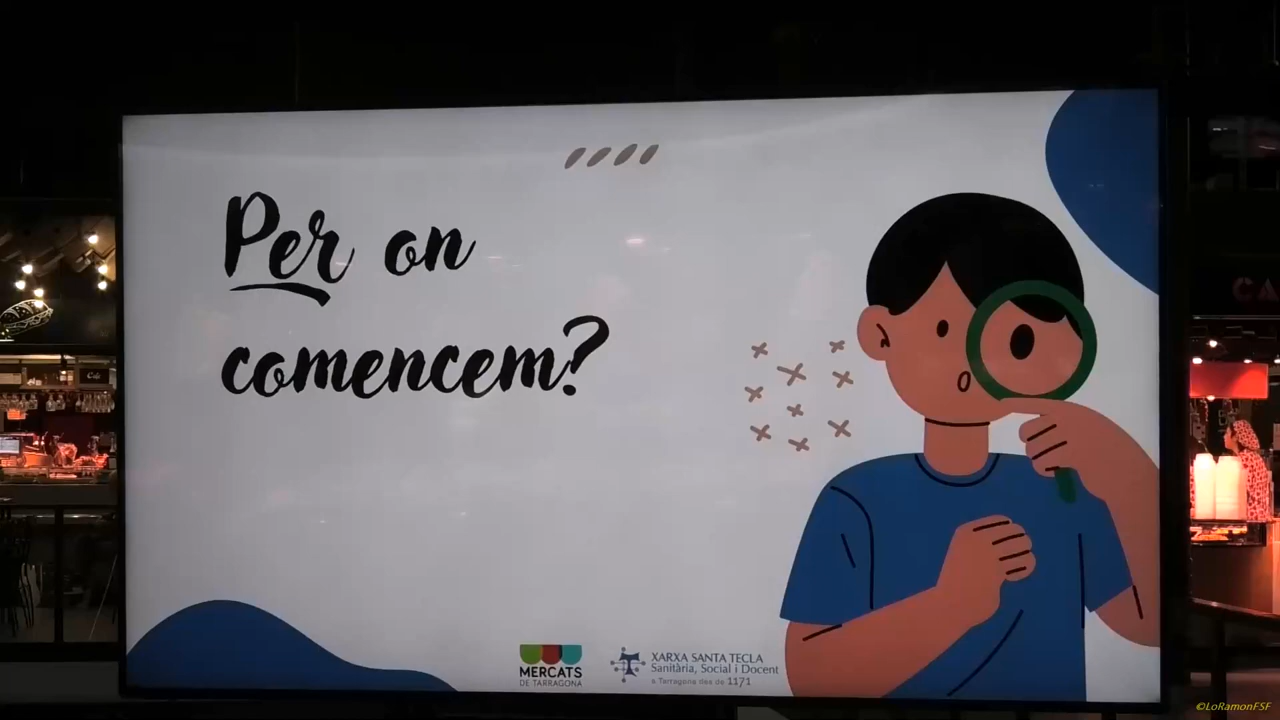 Per on
comencem?
MERCATS
DE TARRAGONA
XARXA SANTA TECLA
Sanitària, Social i Docent
a Tarragona des de 1171
©LoRamonFSF